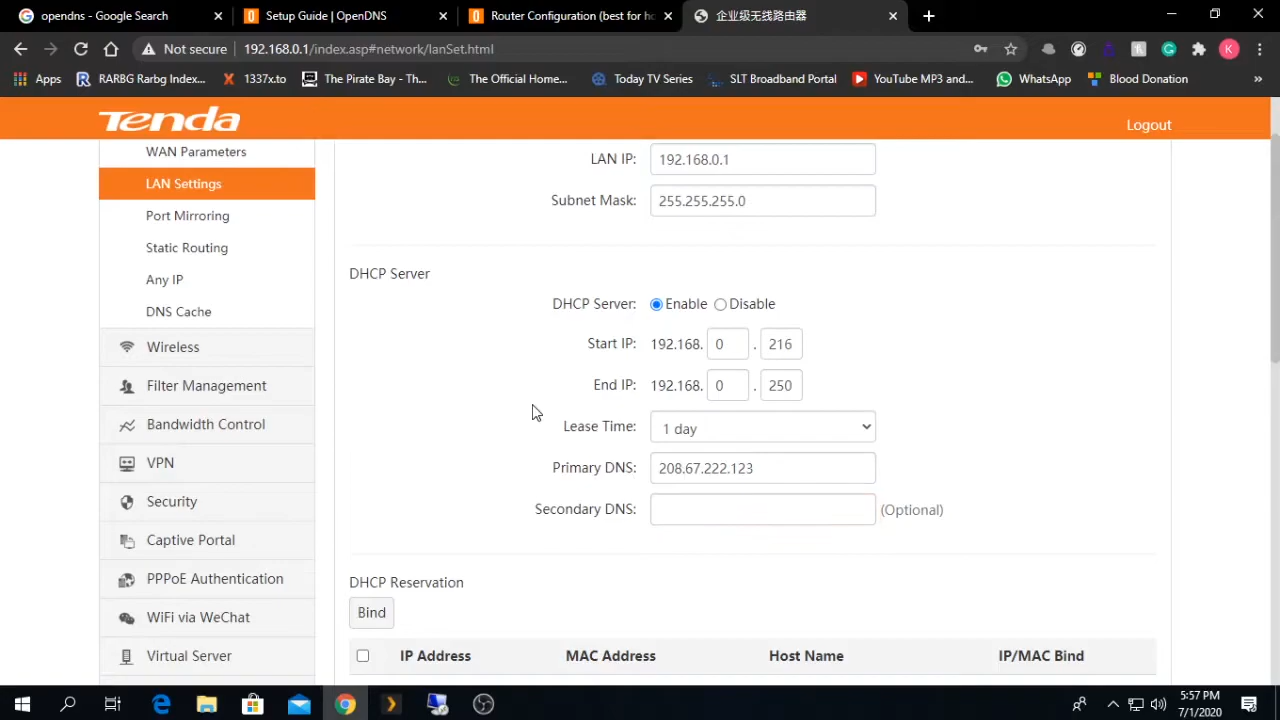 opendns - Google Search
Setup Guide | OpenDNS
Router Configuration (best for ho
企业级无线路由器
Not secure
192.168.0.1/index.asp#network/lanSet.html
K
Apps
RARBG Rarbg Index...
1337x.to
The Pirate Bay - Th...
The Official Home...
Today TV Series
SLT Broadband Portal
YouTube MP3 and...
WhatsApp
Blood Donation
»
Tenda
Logout
WAN Parameters
LAN Settings
Port Mirroring
Static Routing
Any IP
DNS Cache
Wireless
Filter Management
Bandwidth Control
VPN
Security
Captive Portal
PPPoE Authentication
WiFi via WeChat
Virtual Server
LAN IP: 192.168.0.1
Subnet Mask: 255.255.255.0
DHCP Server
DHCP Server: Enable Disable
Start IP: 192.168. 0 . 216
End IP: 192.168. 0 . 250
Lease Time: 1 day
Primary DNS: 208.67.222.123
Secondary DNS: (Optional)
DHCP Reservation
Bind
IP Address MAC Address Host Name IP/MAC Bind
5:57 PM
7/1/2020